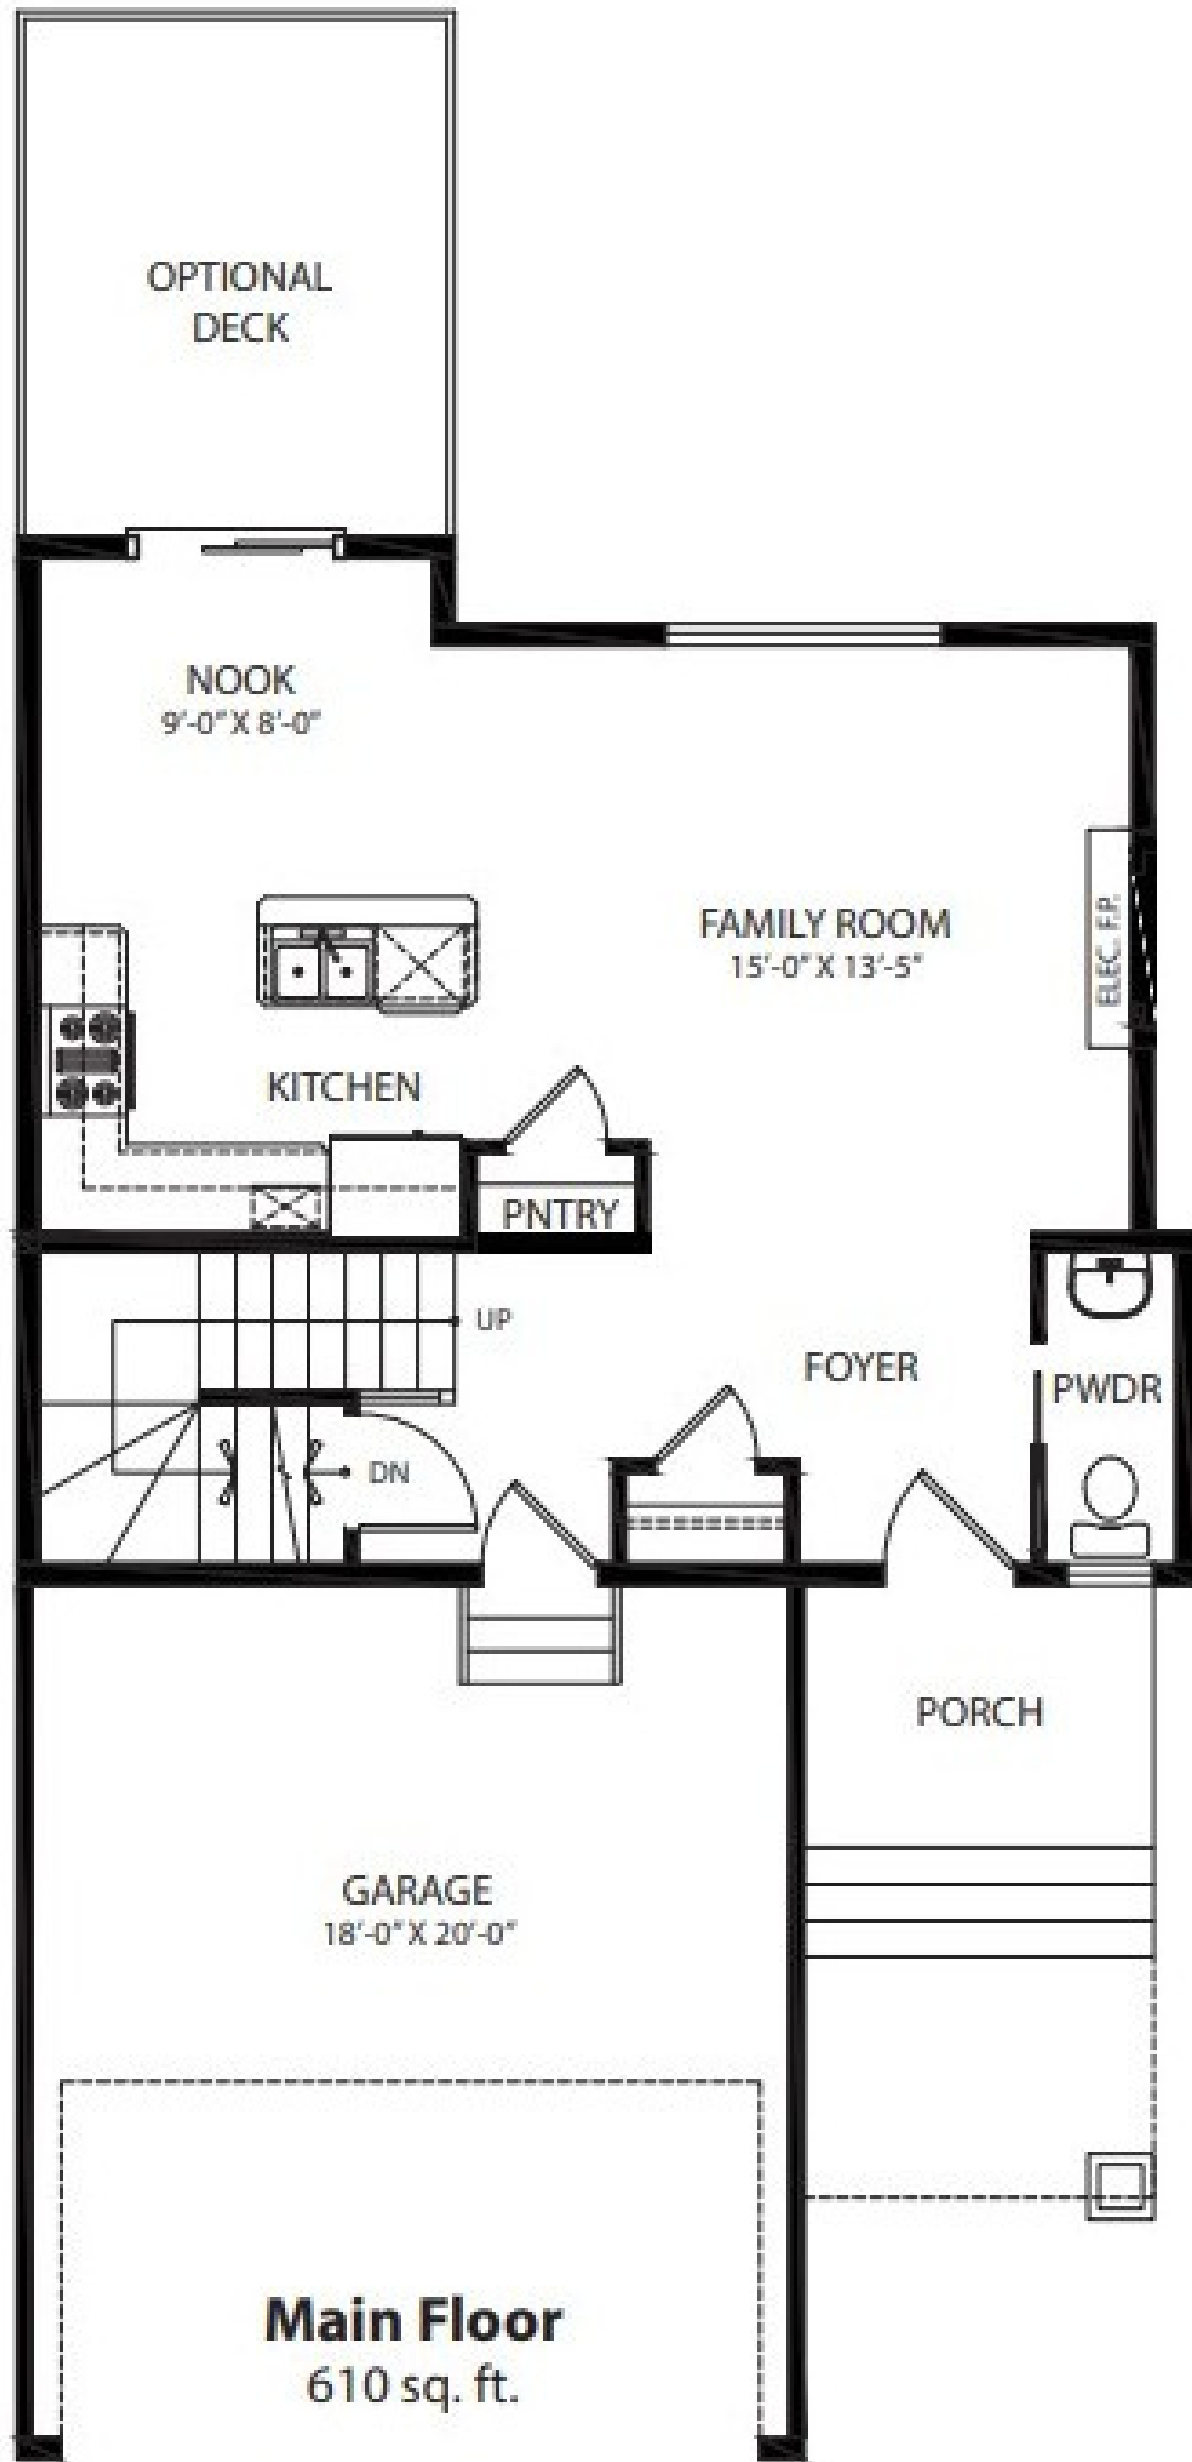 OPTIONAL
DECK
NOOK
9'-0" X 8'-0"
FAMILY ROOM
15'-0" X 13'-5"
ELEC. F.P.
KITCHEN
PNTRY
UP
FOYER
PWDR
DN
PORCH
GARAGE
18'-0" X 20'-0"
Main Floor
610 sq. ft.